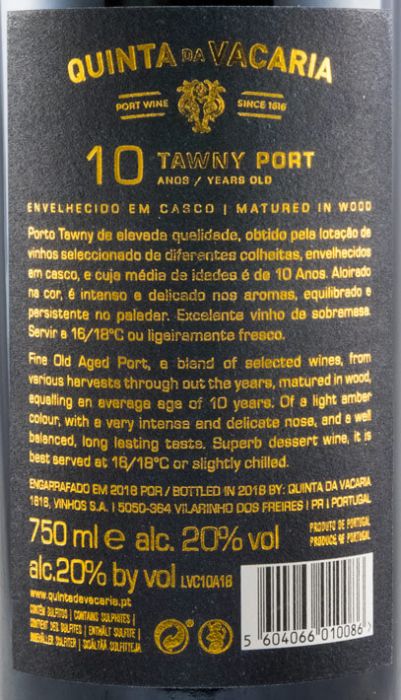 QUINTA DA VACARIA
PORT WINE SINCE 1616
10 TAWNY PORT
ANOS / YEARS OLD
ENVELHECIDO EM CASCO | MATURED IN WOOD
Porto Tawny de elevada qualidade, obtido pela lotação de
vinhos seleccionado de diferentes colheitas, envelhecidos
em casco, e cuja média de idades é de 10 Anos. Aloirado
na cor, é intenso e delicado nos aromas, equilibrado e
persistente no paladar. Excelente vinho de sobremesa.
Servir a 16/18ºC ou ligeiramente fresco.
Fine Old Aged Port, a blend of selected wines, from
various harvests through out the years, matured in wood,
equalling an average age of 10 years. Of a light amber
colour, with a very intense and delicate nose, and a well
balanced, long lasting taste. Superb dessert wine, it is
best served at 16/18ºC or slightly chilled.
ENGARRAFADO EM 2018 POR / BOTTLED IN 2018 BY: QUINTA DA VACARIA
1616, VINHOS S.A. | 5050-364 VILARINHO DOS FREIRES | PR | PORTUGAL
750 ml e alc. 20% vol
PRODUTO DE PORTUGAL
PRODUCE OF PORTUGAL
alc.20% by vol LVC10A18
www.quintadavacaria.pt
CONTÉM SULFITOS | CONTAINS SULPHITES |
CONTIENT DES SULFITES | ENTHÄLT SULFITE |
INNEHÅLLER SULFITER | SISÄLTÄÄ SULFIITTEJA
5 604066 010086